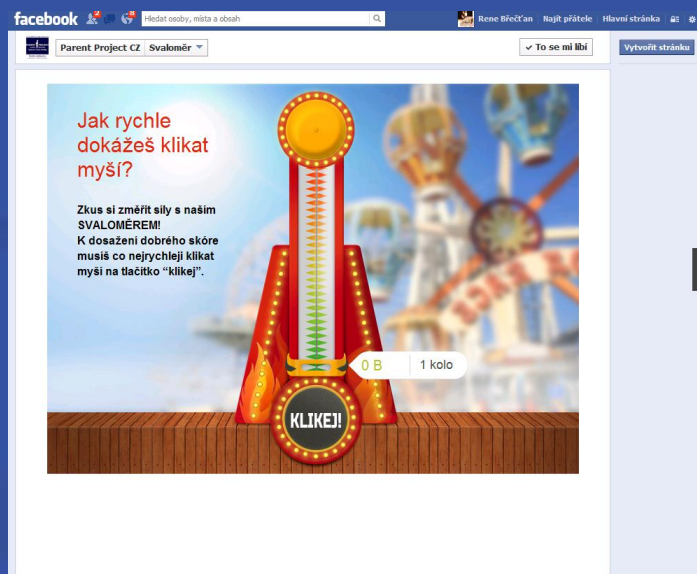 facebook
Hledat osoby, místa a obsah
Rene Břečťan Najít přátele Hlavní stránka
Parent Project CZ Svaloměr
To se mi líbí
Vytvořit stránku
Jak rychle
dokážeš klikat
myší?
Zkus si změřit síly s naším
SVALOMĚREM!
K dosažení dobrého skóre
musíš co nejrychleji klikat
myši na tlačítko “klikej”.
0 B 1 kolo
KLIKEJ!